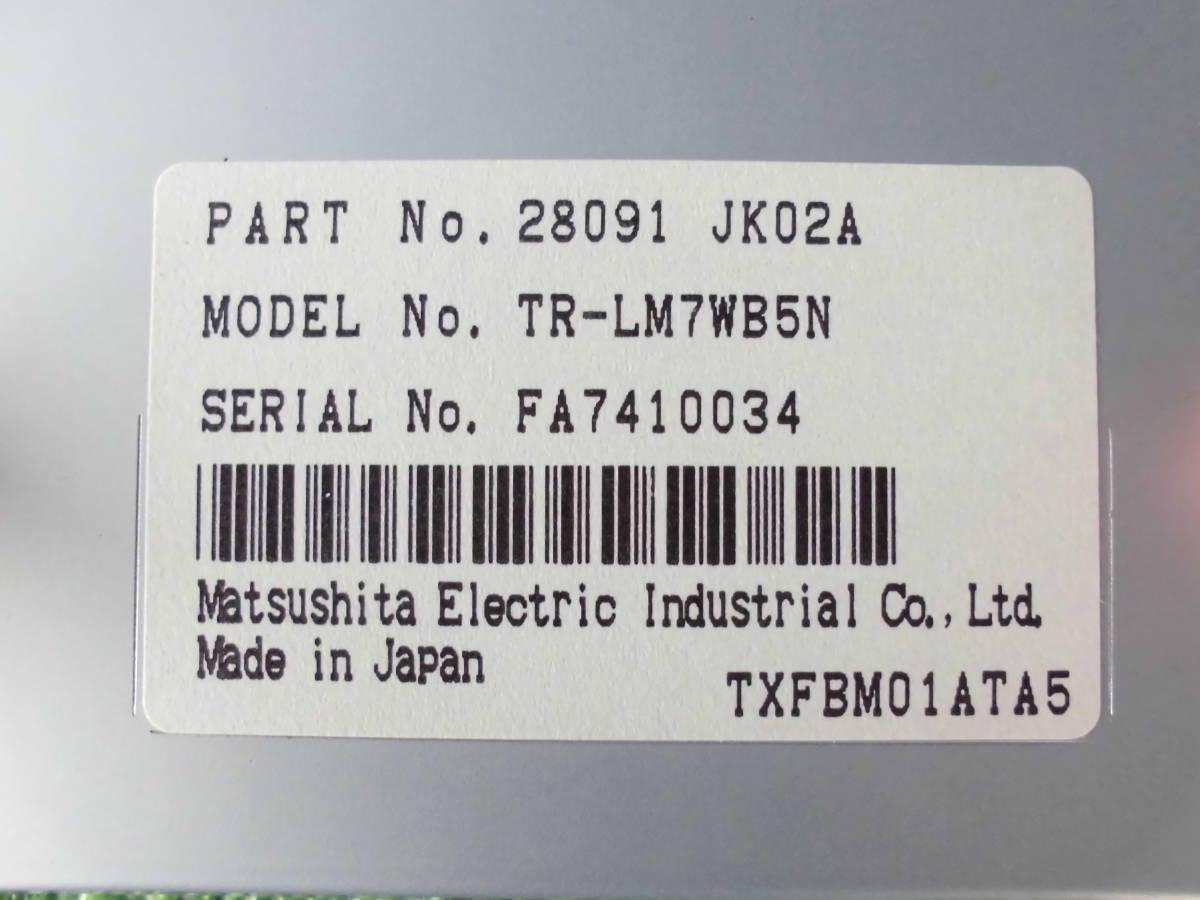 PART No. 28091 JK02A
MODEL No. TR-LM7WB5N
SERIAL No. FA7410034
Matsushita Electric Industrial Co., Ltd.
Made in Japan
TXFBM01ATA5